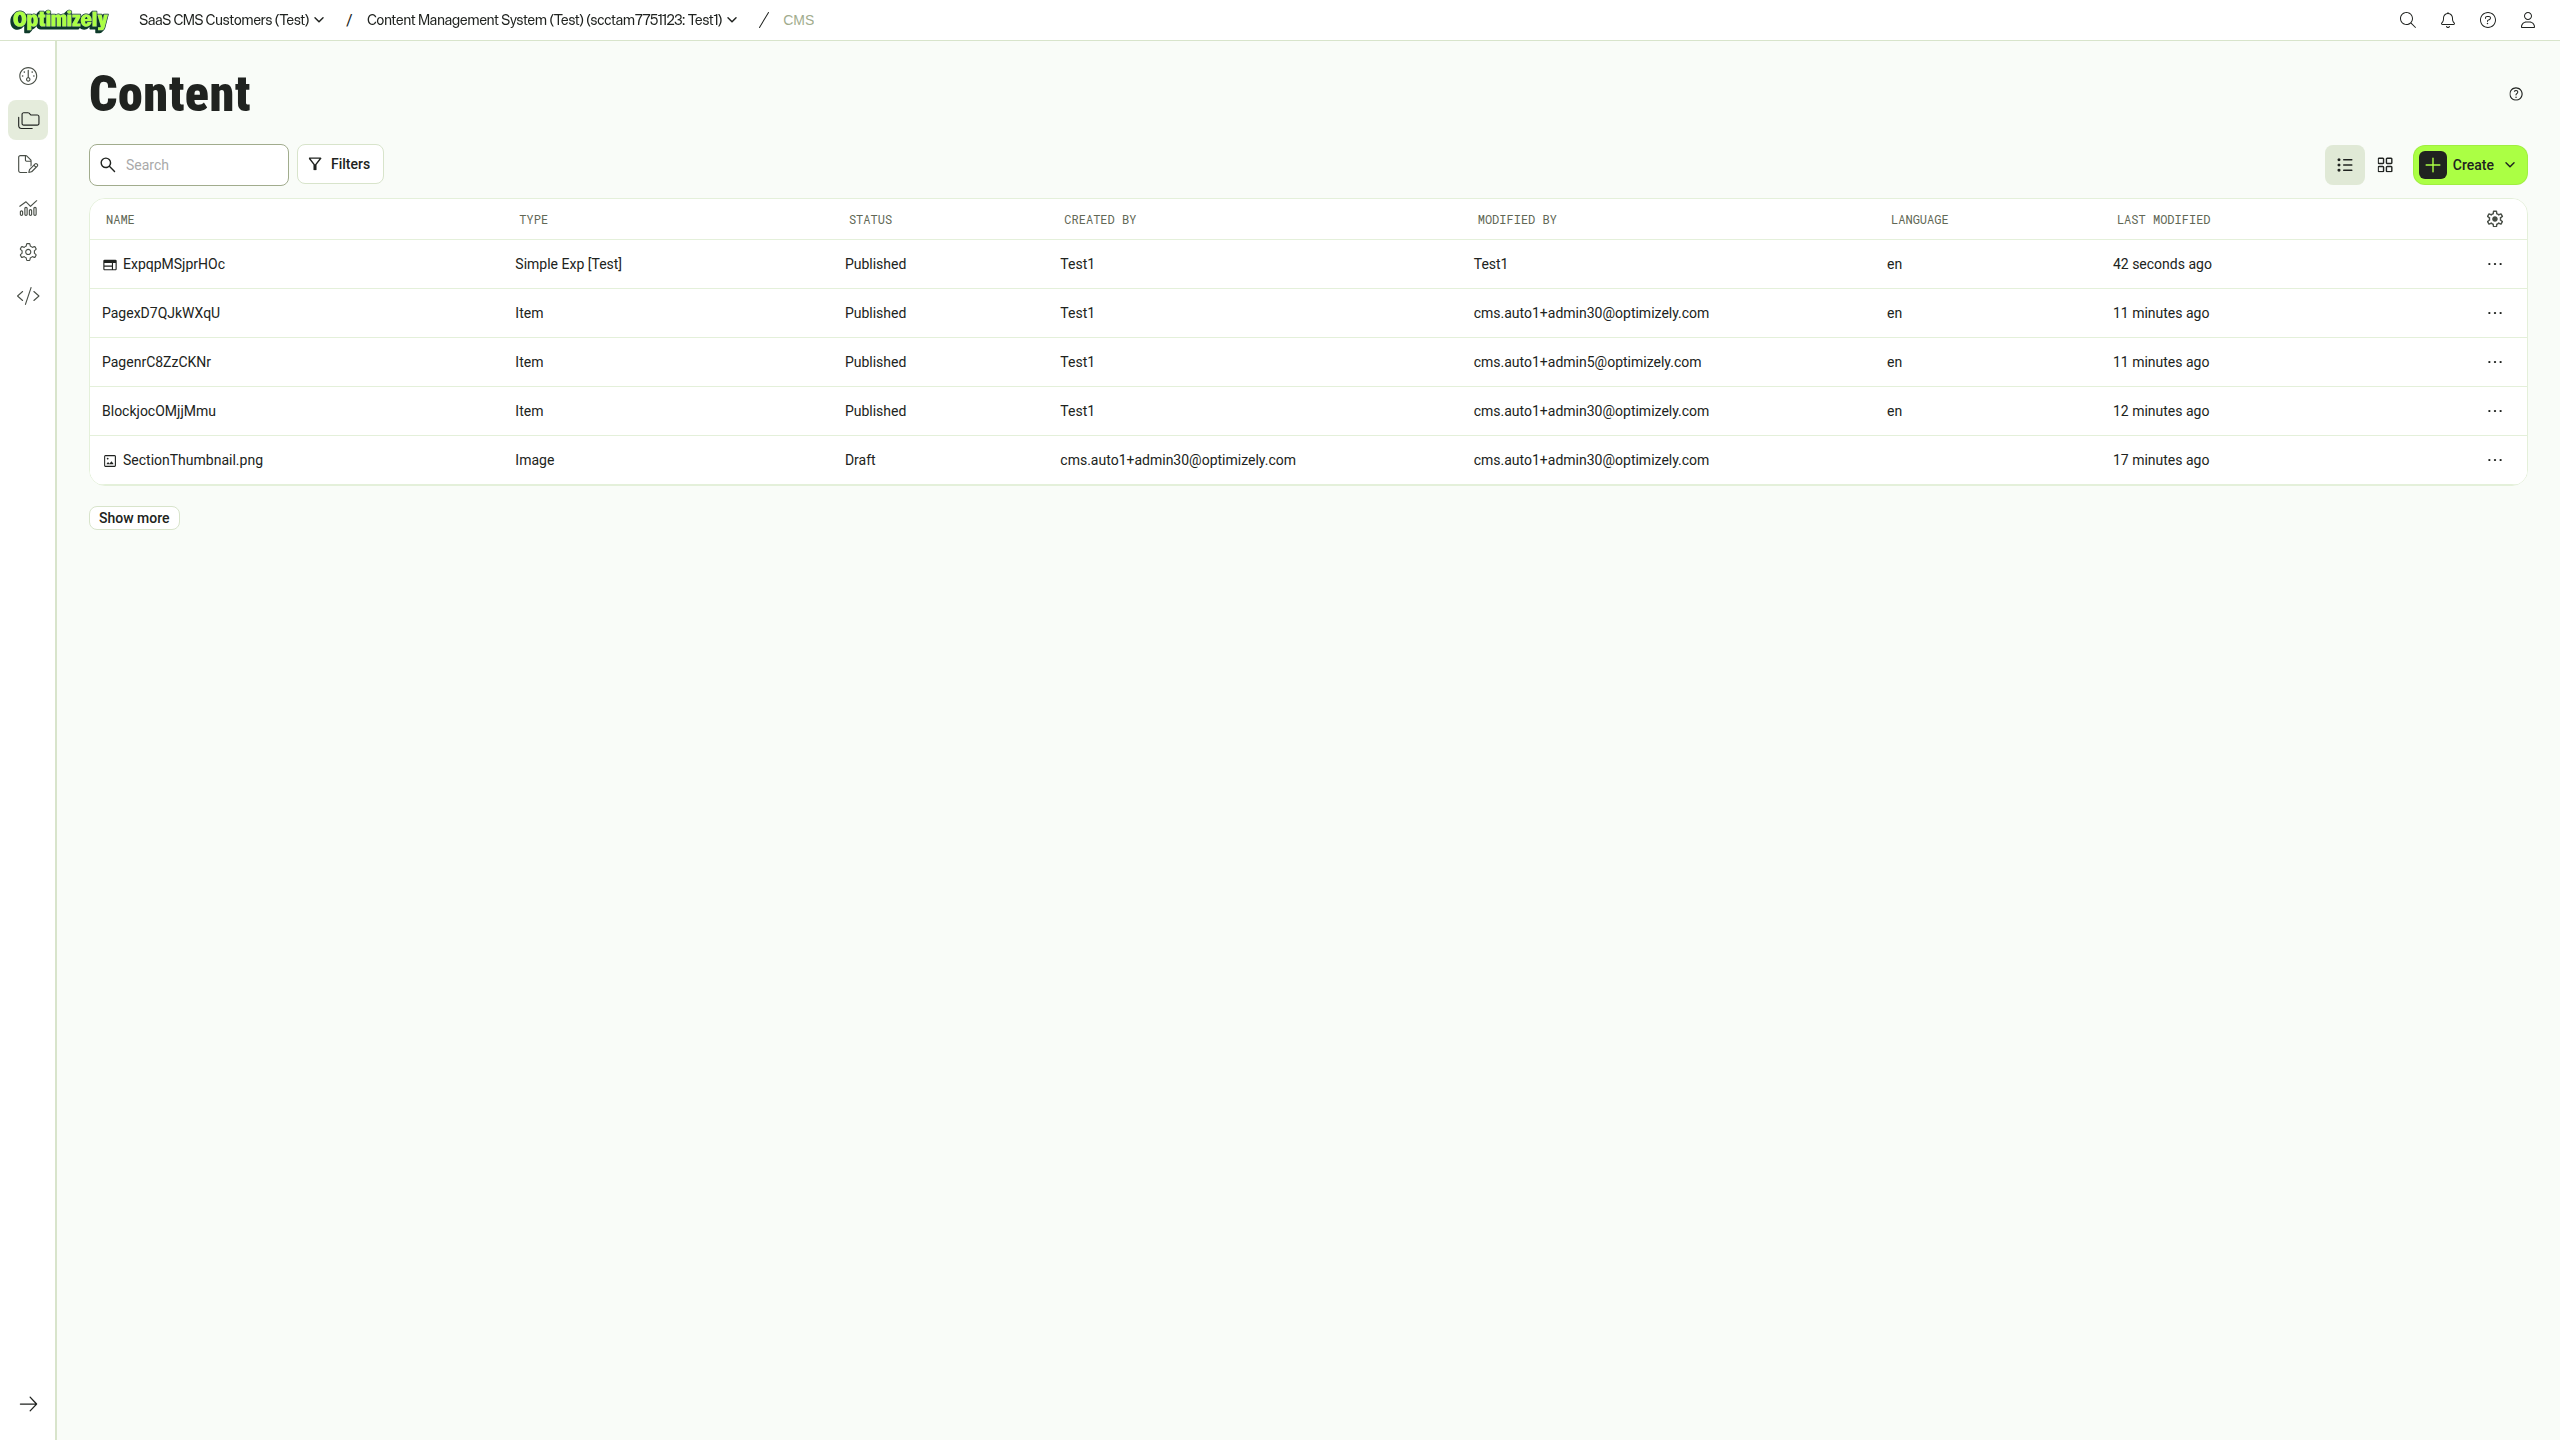 Optimizely SaaS CMS Customers (Test) / Content Management System (Test) (scctam7751123: Test1) / CMS
Content
Search Filters Create
NAME TYPE STATUS CREATED BY MODIFIED BY LANGUAGE LAST MODIFIED
ExpqpMSjprHOc Simple Exp [Test] Published Test1 Test1 en 42 seconds ago
PagexD7QJkWXqU Item Published Test1 cms.auto1+admin30@optimizely.com en 11 minutes ago
PagenrC8ZzCKNr Item Published Test1 cms.auto1+admin5@optimizely.com en 11 minutes ago
BlockjocOMjjMmu Item Published Test1 cms.auto1+admin30@optimizely.com en 12 minutes ago
SectionThumbnail.png Image Draft cms.auto1+admin30@optimizely.com cms.auto1+admin30@optimizely.com 17 minutes ago
Show more